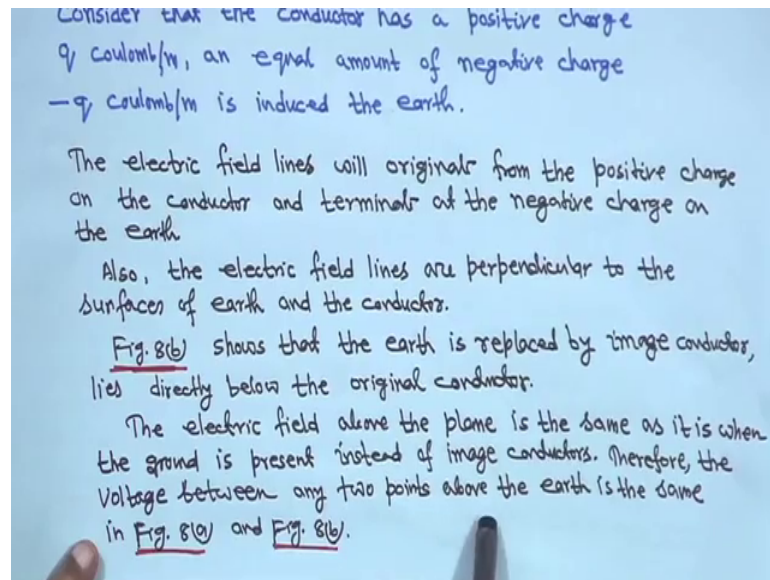 Consider that the conductor has a positive charge
q coulomb/m, an equal amount of negative charge
-q coulomb/m is induced the earth.
The electric field lines will originate from the positive charge
on the conductor and terminate at the negative charge on
the earth
Also, the electric field lines are perpendicular to the
surfaces of earth and the conductor.
Fig. 8(b) shows that the earth is replaced by image conductor,
lies directly below the original conductor.
The electric field above the plane is the same as it is when
the ground is present instead of image conductors. Therefore, the
voltage between any two points above the earth is the same
in Fig. 8(a) and Fig. 8(b).